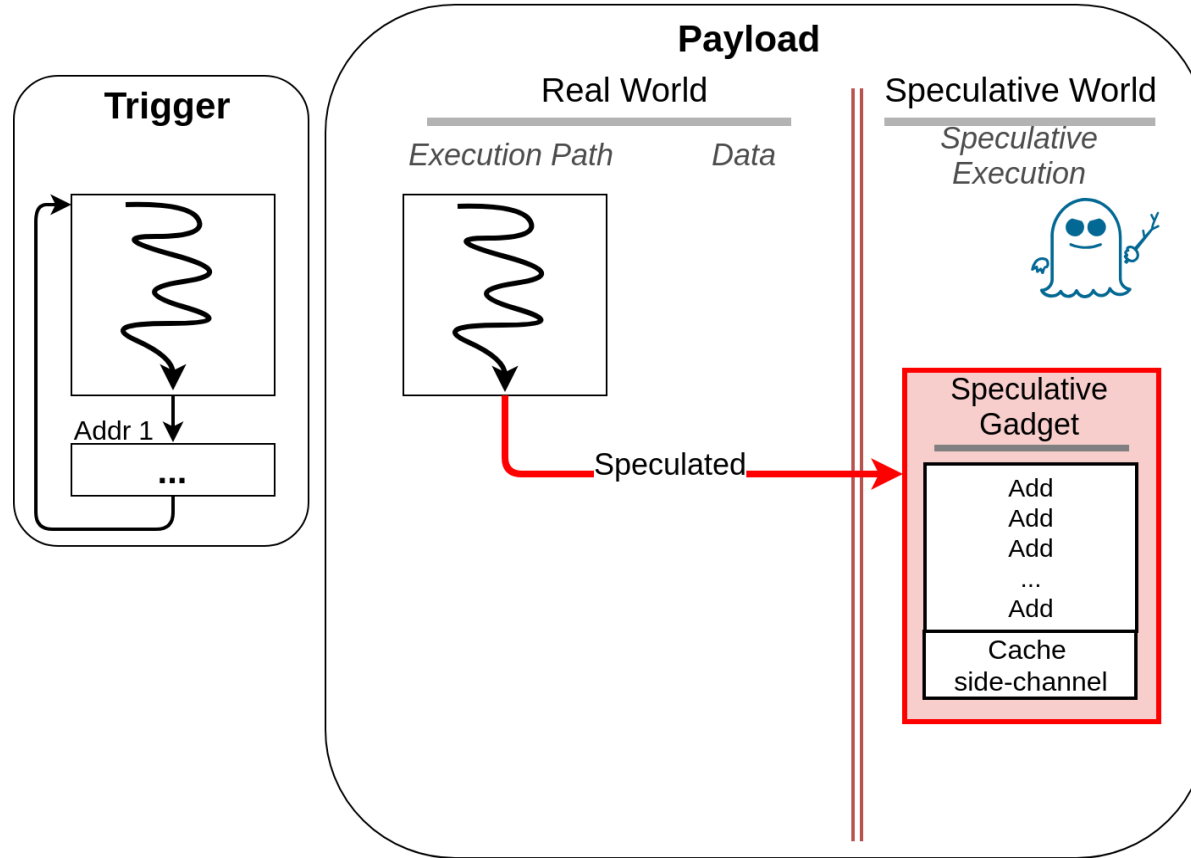 Trigger
Addr 1
...
Payload
Real World
Execution Path
Data
Speculated
Speculative World
Speculative
Execution
Speculative
Gadget
Add
Add
Add
...
Add
Cache
side-channel